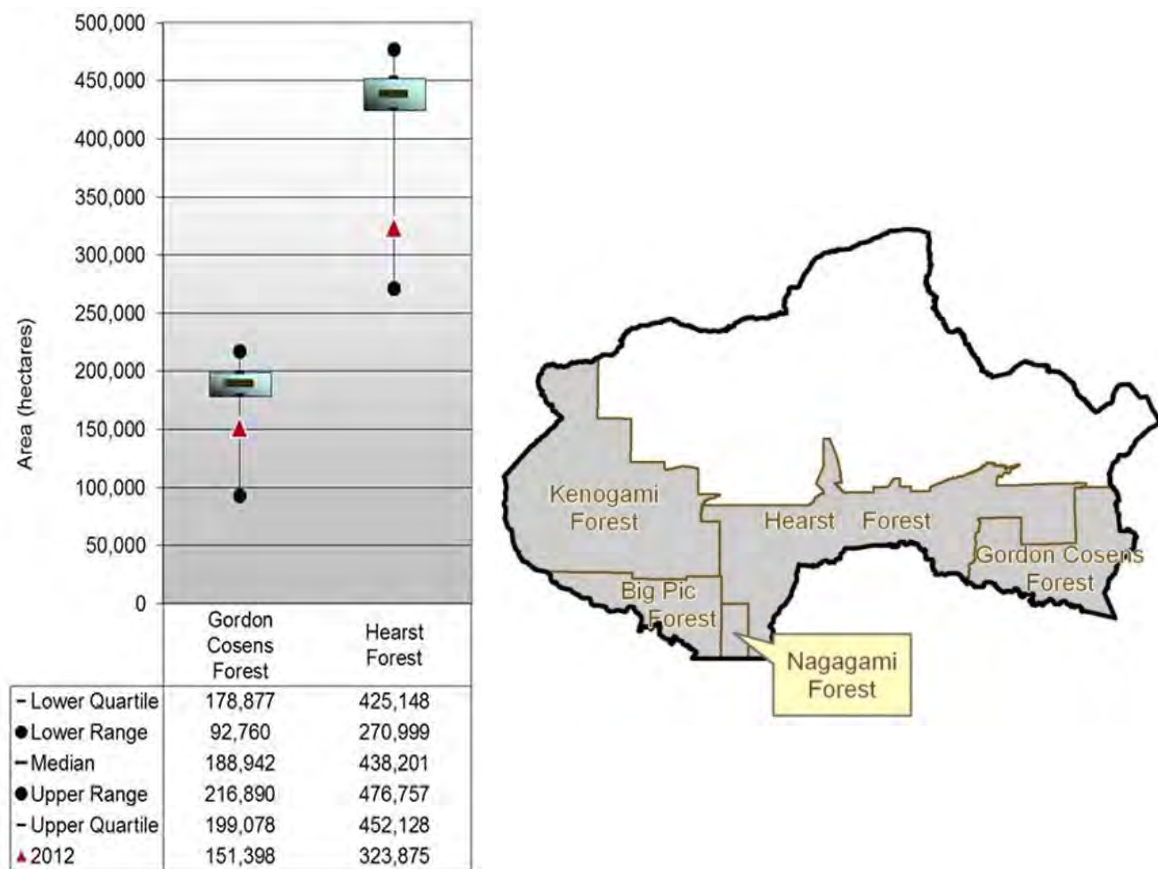 500,000
450,000
400,000
350,000
300,000
250,000
200,000
150,000
100,000
50,000
0
Area (hectares)
Gordon
Cosens
Forest
Hearst
Forest
Lower Quartile 178,877 425,148
Lower Range 92,760 270,999
Median 188,942 438,201
Upper Range 216,890 476,757
Upper Quartile 199,078 452,128
2012 151,398 323,875
Kenogami
Forest
Hearst Forest
Gordon Cosens
Forest
Big Pic
Forest
Nagagami
Forest